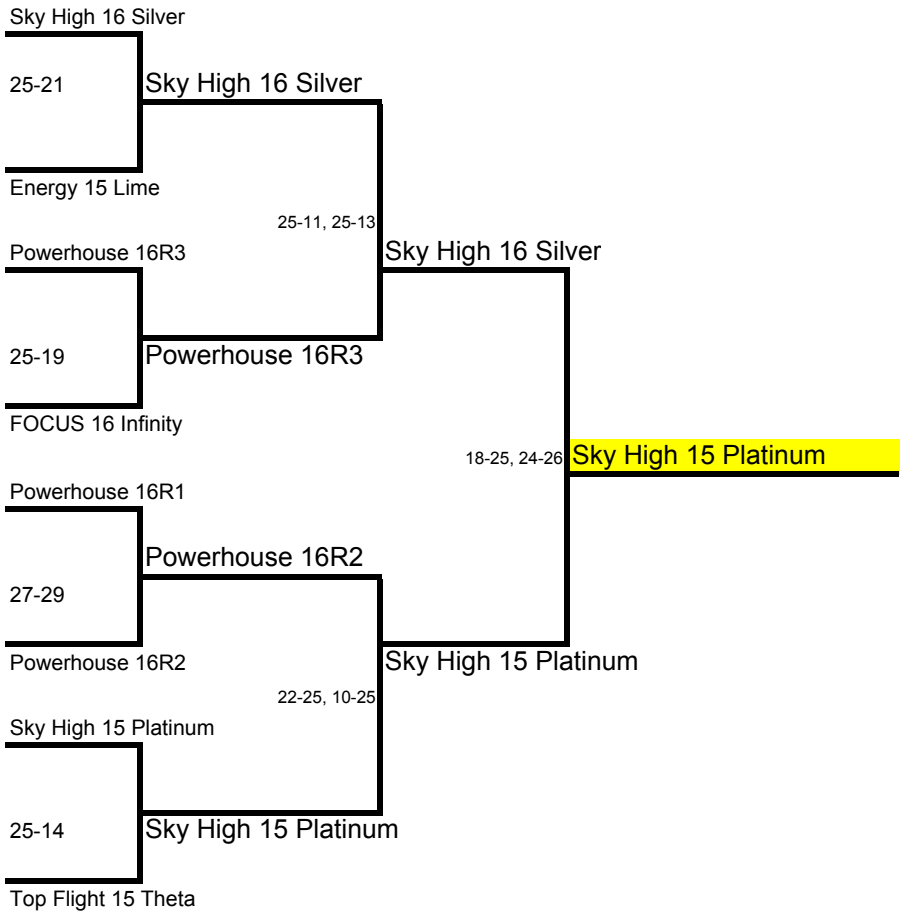 Sky High 16 Silver
25-21
Sky High 16 Silver
Energy 15 Lime
25-11, 25-13
Powerhouse 16R3
Sky High 16 Silver
25-19
Powerhouse 16R3
FOCUS 16 Infinity
18-25, 24-26
Sky High 15 Platinum
Powerhouse 16R1
Powerhouse 16R2
27-29
Powerhouse 16R2
Sky High 15 Platinum
22-25, 10-25
Sky High 15 Platinum
25-14
Sky High 15 Platinum
Top Flight 15 Theta